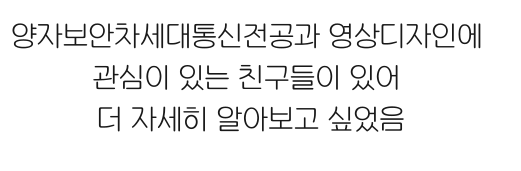 양자보안차세대통신전공과 영상디자인에
관심이 있는 친구들이 있어
더 자세히 알아보고 싶었음